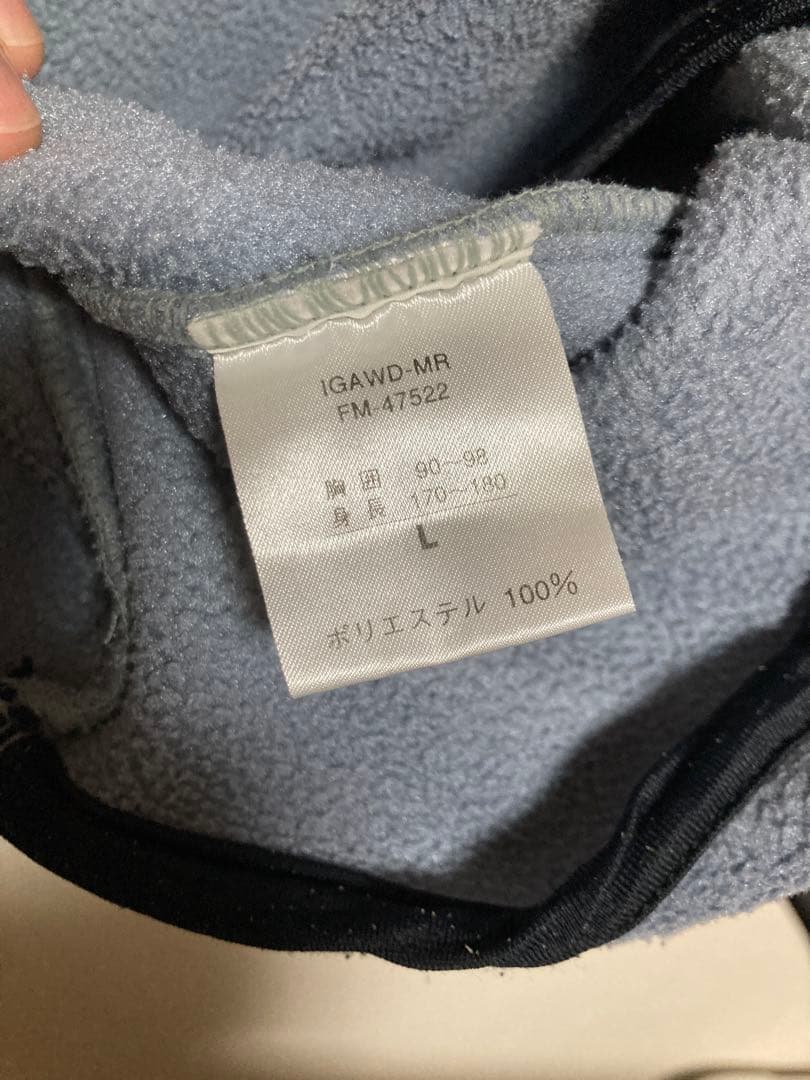 IGAWD-MR
FM-47522
胸囲 90～98
身長 170～180
L
ポリエステル 100%